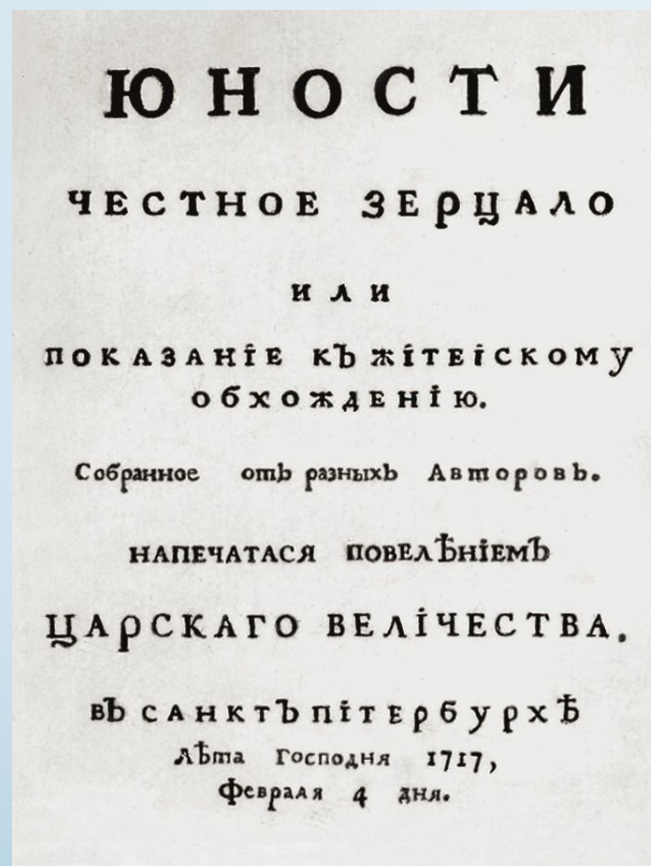 ЮНОСТИ
ЧЕСТНОЕ ЗЕРЦАЛО
ИЛИ
ПОКАЗАНІЕ КЪ ЖІТЕІСКОМУ
ОБХОЖДЕНІЮ.
Собранное отъ разныхъ Авторовъ.
НАПЕЧАТАСЯ ПОВЕЛѢНІЕМЪ
ЦАРСКАГО ВЕЛІЧЕСТВА.
ВЪ САНКТЪПІТЕРБУРХѢ
Лѣта Господня 1717,
Февраля 4 дня.